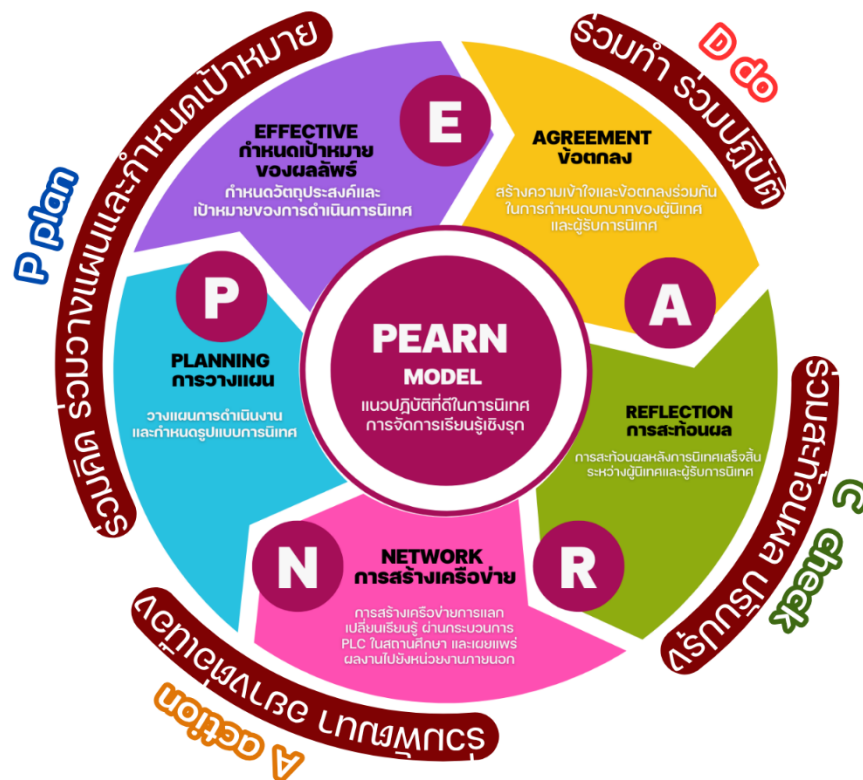 PEARN
MODEL
แนวปฏิบัติที่ดีในการนิเทศ
การจัดการเรียนรู้เชิงรุก
P plan
ร่วมคิด ร่วมวางแผนและกำหนดเป้าหมาย
P
PLANNING
การวางแผน
วางแผนการดำเนินงาน
และกำหนดรูปแบบการนิเทศ
E
EFFECTIVE
กำหนดเป้าหมาย
ของผลลัพธ์
กำหนดวัตถุประสงค์และ
เป้าหมายของการดำเนินการนิเทศ
D do
ร่วมทำ ร่วมปฏิบัติ
AGREEMENT
ข้อตกลง
สร้างความเข้าใจและข้อตกลงร่วมกัน
ในการกำหนดบทบาทของผู้นิเทศ
และผู้รับการนิเทศ
A
C check
ร่วมสะท้อนผล ปรับปรุง
REFLECTION
การสะท้อนผล
การสะท้อนผลหลังการนิเทศเสร็จสิ้น
ระหว่างผู้นิเทศและผู้รับการนิเทศ
R
A action
ร่วมพัฒนา อย่างต่อเนื่อง
N
NETWORK
การสร้างเครือข่าย
การสร้างเครือข่ายการแลก
เปลี่ยนเรียนรู้ ผ่านกระบวนการ
PLC ในสถานศึกษา และเผยแพร่
ผลงานไปยังหน่วยงานภายนอก